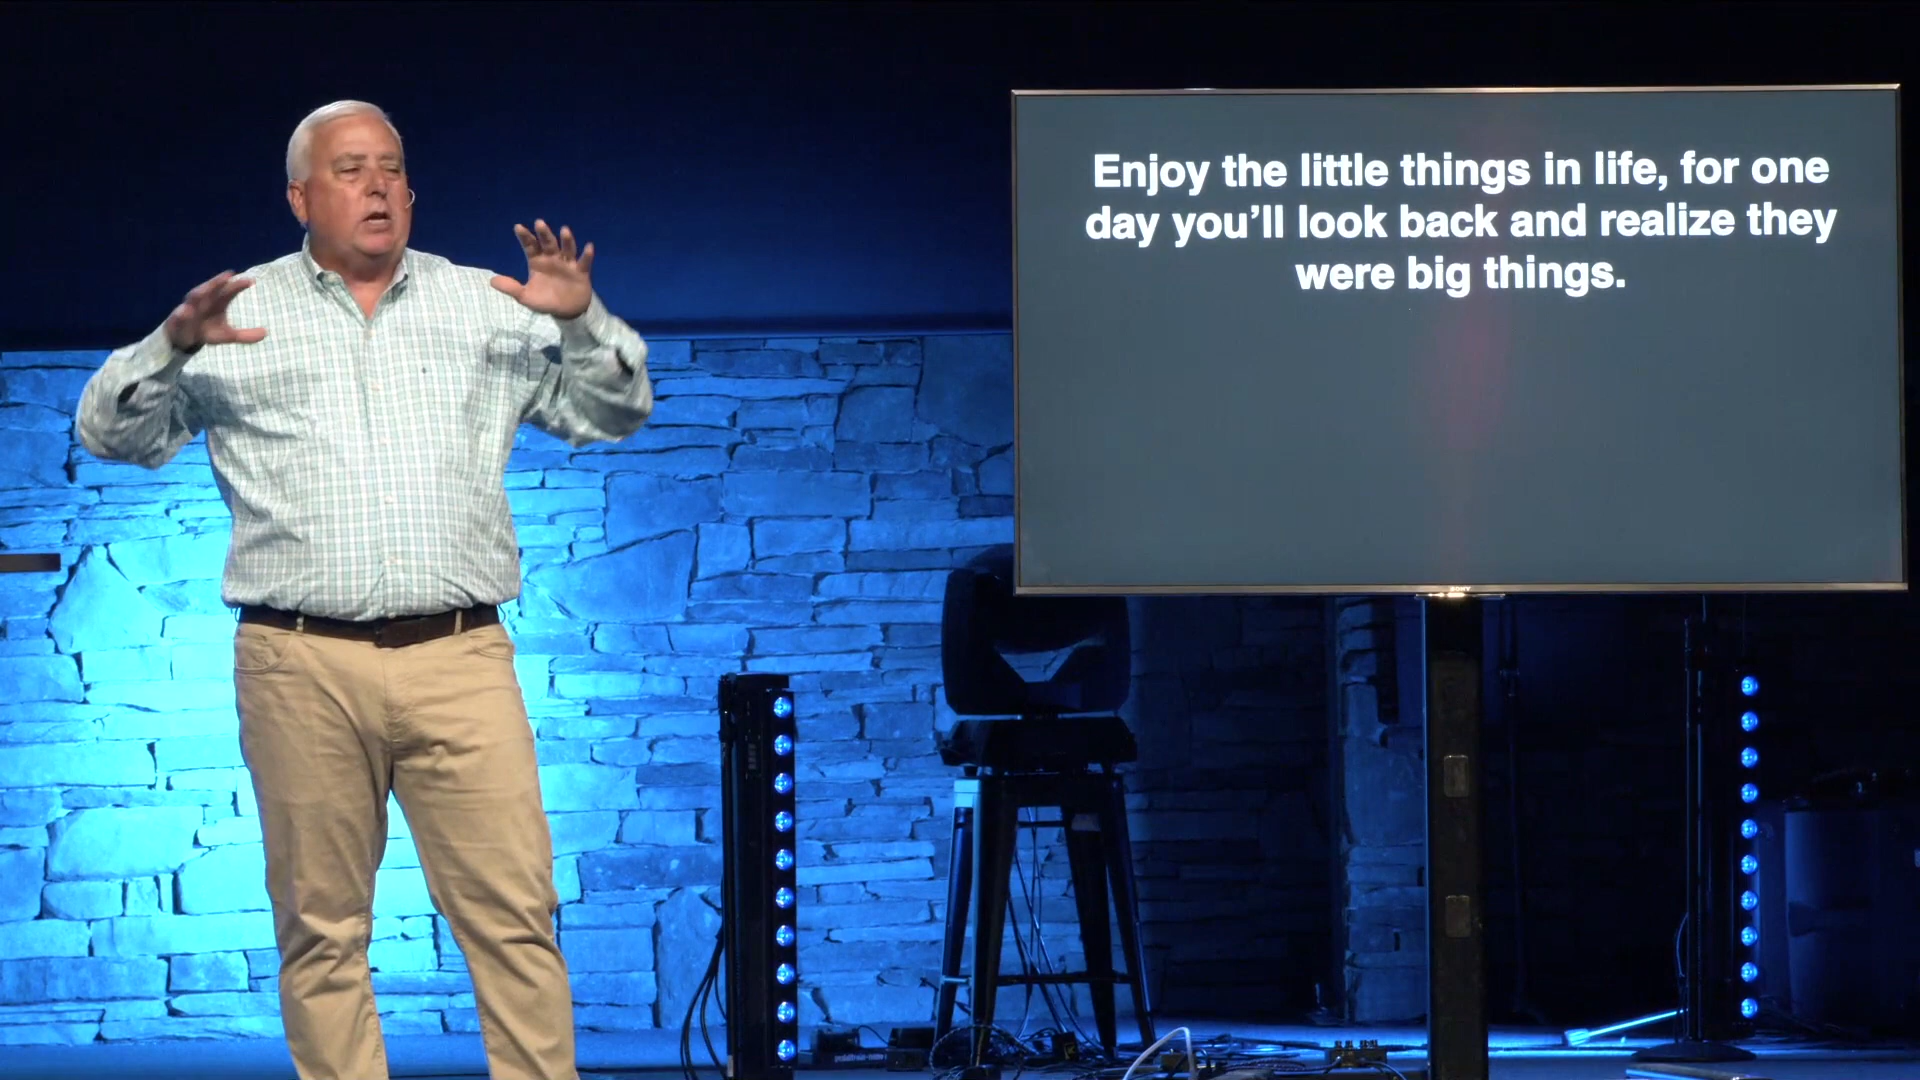 Enjoy the little things in life, for one
day you'll look back and realize they
were big things.
SONY